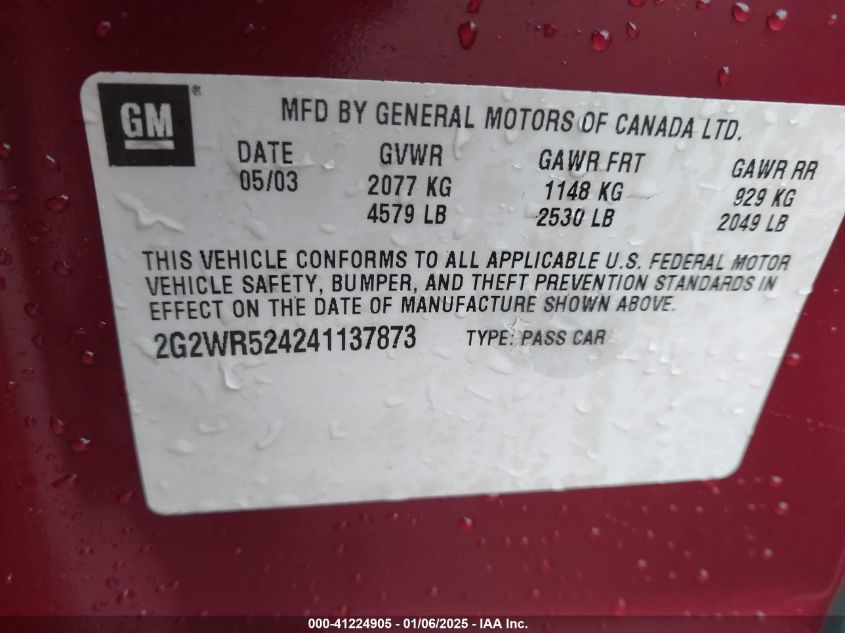 GM®
MFD BY GENERAL MOTORS OF CANADA LTD.
DATE GVWR GAWR FRT GAWR RR
05/03 2077 KG 1148 KG 929 KG
4579 LB 2530 LB 2049 LB
THIS VEHICLE CONFORMS TO ALL APPLICABLE U.S. FEDERAL MOTOR
VEHICLE SAFETY, BUMPER, AND THEFT PREVENTION STANDARDS IN
EFFECT ON THE DATE OF MANUFACTURE SHOWN ABOVE.
2G2WR524241137873 TYPE: PASS CAR
000-41224905 - 01/06/2025 - IAA Inc.